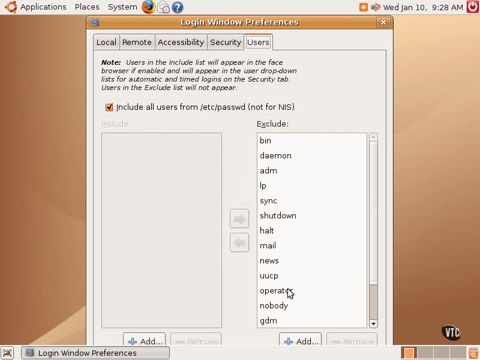 Applications Places System
Wed Jan 10, 9:28 AM
Login Window Preferences
Local Remote Accessibility Security Users
Note: Users in the Include list will appear in the face
browser if enabled and will appear in the user drop-down
lists for automatic and timed logins on the Security tab.
Users in the Exclude list will not appear.
Include all users from /etc/passwd (not for NIS)
Include:
Exclude:
bin
daemon
adm
lp
sync
shutdown
halt
mail
news
uucp
operator
nobody
gdm
Add... Remove
Add... Remove
VTC
Login Window Preferences